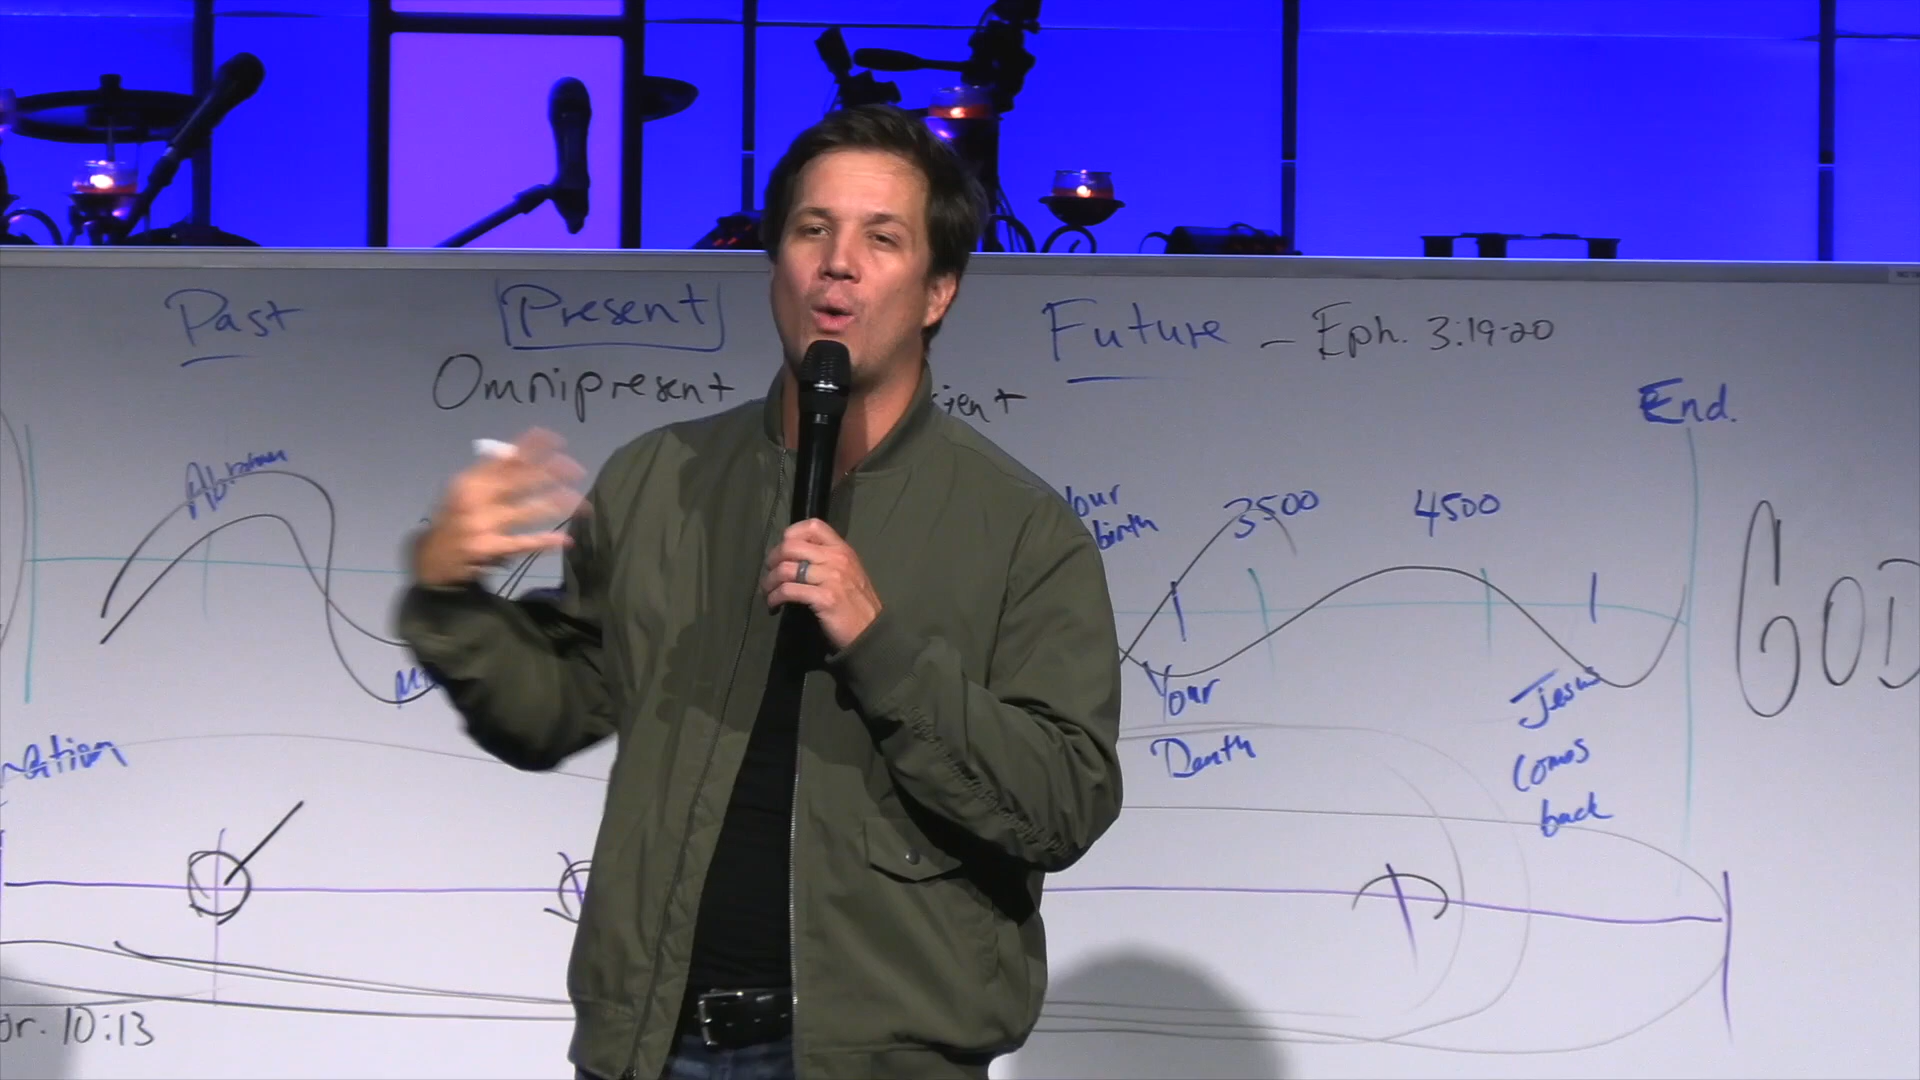 Past Present Future - Eph. 3:19-20
Omnipresent
End.
Abraham
Your birth 3500 4500
GOD
Your Death
Jesus comes back
10:13